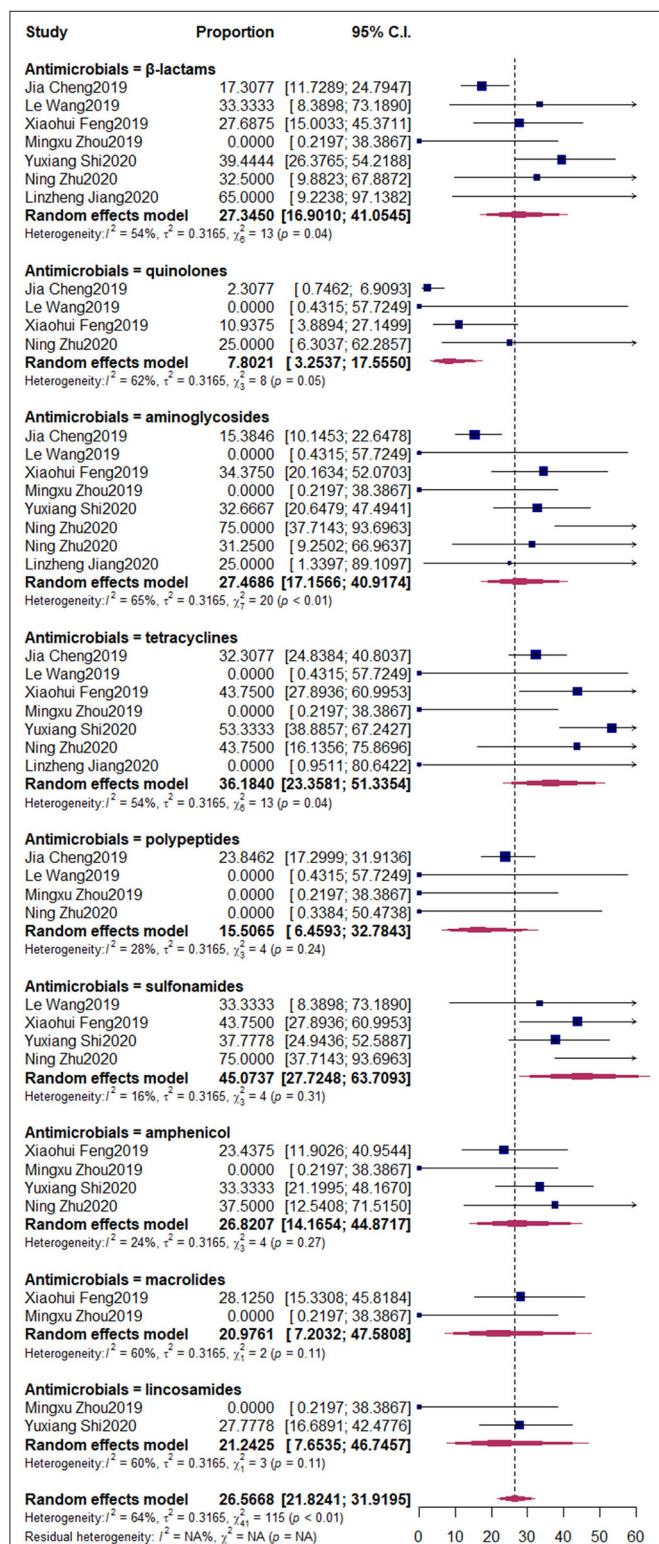 Study Proportion 95% C.I.
Antimicrobials = β-lactams
Jia Cheng2019 17.3077 [11.7289; 24.7947]
Le Wang2019 33.3333 [ 8.3898; 73.1890]
Xiaohui Feng2019 27.6875 [15.0033; 45.3711]
Mingxu Zhou2019 0.0000 [ 0.2197; 38.3867]
Yuxiang Shi2020 39.4444 [26.3765; 54.2188]
Ning Zhu2020 32.5000 [ 9.8823; 67.8872]
Linzheng Jiang2020 65.0000 [ 9.2238; 97.1382]
Random effects model 27.3450 [16.9010; 41.0545]
Heterogeneity: I² = 54%, τ² = 0.3165, χ²₆ = 13 (p = 0.04)
Antimicrobials = quinolones
Jia Cheng2019 2.3077 [ 0.7462; 6.9093]
Le Wang2019 0.0000 [ 0.4315; 57.7249]
Xiaohui Feng2019 10.9375 [ 3.8894; 27.1499]
Ning Zhu2020 25.0000 [ 6.3037; 62.2857]
Random effects model 7.8021 [ 3.2537; 17.5550]
Heterogeneity: I² = 62%, τ² = 0.3165, χ²₃ = 8 (p = 0.05)
Antimicrobials = aminoglycosides
Jia Cheng2019 15.3846 [10.1453; 22.6478]
Le Wang2019 0.0000 [ 0.4315; 57.7249]
Xiaohui Feng2019 34.3750 [20.1634; 52.0703]
Mingxu Zhou2019 0.0000 [ 0.2197; 38.3867]
Yuxiang Shi2020 32.6667 [20.6479; 47.4941]
Ning Zhu2020 75.0000 [37.7143; 93.6963]
Ning Zhu2020 31.2500 [ 9.2502; 66.9637]
Linzheng Jiang2020 25.0000 [ 1.3397; 89.1097]
Random effects model 27.4686 [17.1566; 40.9174]
Heterogeneity: I² = 65%, τ² = 0.3165, χ²₇ = 20 (p < 0.01)
Antimicrobials = tetracyclines
Jia Cheng2019 32.3077 [24.8384; 40.8037]
Le Wang2019 0.0000 [ 0.4315; 57.7249]
Xiaohui Feng2019 43.7500 [27.8936; 60.9953]
Mingxu Zhou2019 0.0000 [ 0.2197; 38.3867]
Yuxiang Shi2020 53.3333 [38.8857; 67.2427]
Ning Zhu2020 43.7500 [16.1356; 75.8696]
Linzheng Jiang2020 0.0000 [ 0.9511; 80.6422]
Random effects model 36.1840 [23.3581; 51.3354]
Heterogeneity: I² = 54%, τ² = 0.3165, χ²₆ = 13 (p = 0.04)
Antimicrobials = polypeptides
Jia Cheng2019 23.8462 [17.2999; 31.9136]
Le Wang2019 0.0000 [ 0.4315; 57.7249]
Mingxu Zhou2019 0.0000 [ 0.2197; 38.3867]
Ning Zhu2020 0.0000 [ 0.3384; 50.4738]
Random effects model 15.5065 [ 6.4593; 32.7843]
Heterogeneity: I² = 28%, τ² = 0.3165, χ²₃ = 4 (p = 0.24)
Antimicrobials = sulfonamides
Le Wang2019 33.3333 [ 8.3898; 73.1890]
Xiaohui Feng2019 43.7500 [27.8936; 60.9953]
Yuxiang Shi2020 37.7778 [24.9436; 52.5887]
Ning Zhu2020 75.0000 [37.7143; 93.6963]
Random effects model 45.0737 [27.7248; 63.7093]
Heterogeneity: I² = 16%, τ² = 0.3165, χ²₃ = 4 (p = 0.31)
Antimicrobials = amphenicol
Xiaohui Feng2019 23.4375 [11.9026; 40.9544]
Mingxu Zhou2019 0.0000 [ 0.2197; 38.3867]
Yuxiang Shi2020 33.3333 [21.1995; 48.1670]
Ning Zhu2020 37.5000 [12.5408; 71.5150]
Random effects model 26.8207 [14.1654; 44.8717]
Heterogeneity: I² = 24%, τ² = 0.3165, χ²₃ = 4 (p = 0.27)
Antimicrobials = macrolides
Xiaohui Feng2019 28.1250 [15.3308; 45.8184]
Mingxu Zhou2019 0.0000 [ 0.2197; 38.3867]
Random effects model 20.9761 [ 7.2032; 47.5808]
Heterogeneity: I² = 60%, τ² = 0.3165, χ²₁ = 2 (p = 0.11)
Antimicrobials = lincosamides
Mingxu Zhou2019 0.0000 [ 0.2197; 38.3867]
Yuxiang Shi2020 27.7778 [16.6891; 42.4776]
Random effects model 21.2425 [ 7.6535; 46.7457]
Heterogeneity: I² = 60%, τ² = 0.3165, χ²₁ = 3 (p = 0.11)
Random effects model 26.5668 [21.8241; 31.9195]
Heterogeneity: I² = 64%, τ² = 0.3165, χ²₄₁ = 115 (p < 0.01)
Residual heterogeneity: I² = NA%, χ² = NA (p = NA)
0 10 20 30 40 50 60